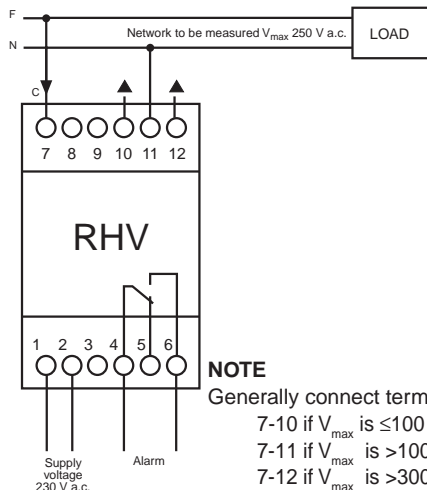 F
N
Network to be measured Vmax 250 V a.c.
LOAD
C
7 8 9 10 11 12
RHV
1 2 3 4 5 6
Supply
voltage
230 V a.c.
Alarm
NOTE
Generally connect term
7-10 if Vmax is ≤100
7-11 if Vmax is >100
7-12 if Vmax is >300